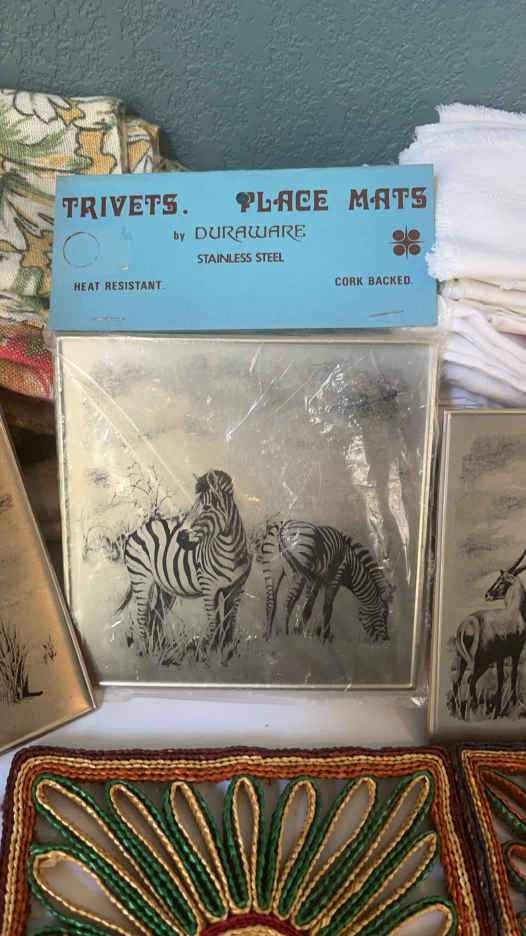 TRIVETS. PLACE MATS
by DURAWARE
STAINLESS STEEL
HEAT RESISTANT.
CORK BACKED.